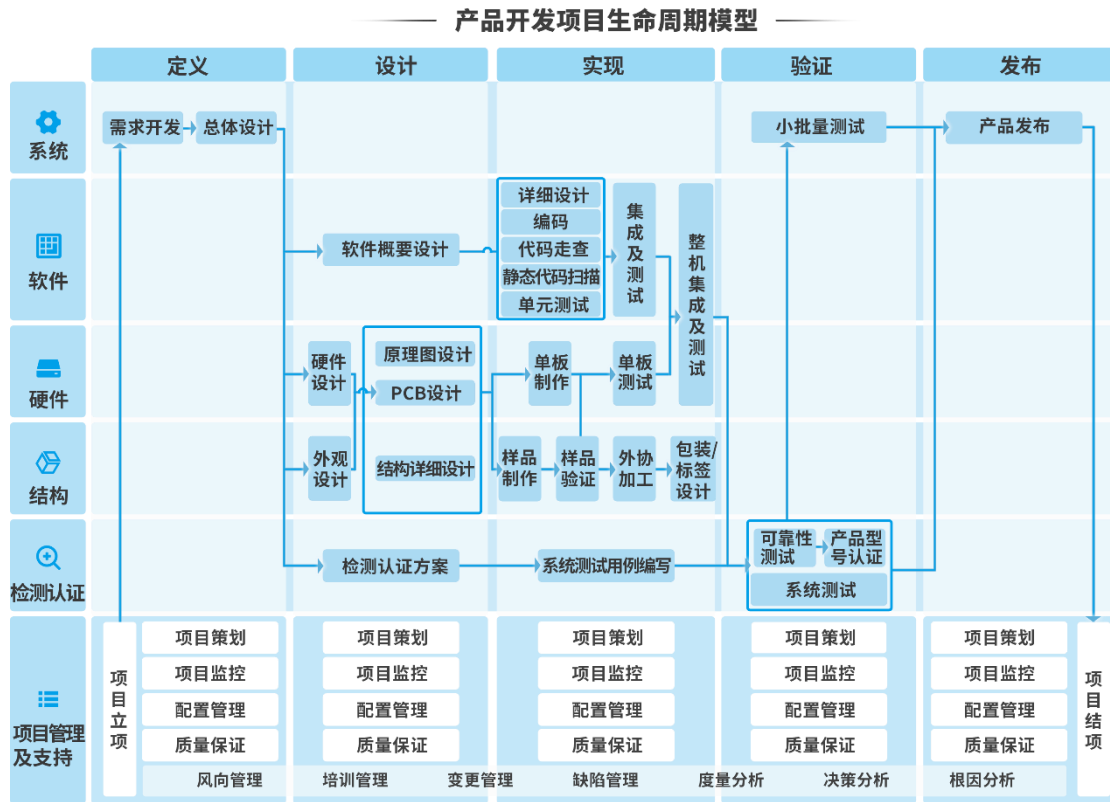 产品开发项目生命周期模型
定义
设计
实现
验证
发布
系统
需求开发
总体设计
小批量测试
产品发布
软件
软件概要设计
详细设计
编码
代码走查
静态代码扫描
单元测试
集成及测试
整机集成及测试
硬件
硬件
设计
原理图设计
PCB设计
单板
制作
单板
测试
结构
外观
设计
结构详细设计
样品
制作
样品
验证
外协
加工
包装/
标签
设计
检测认证
检测认证方案
系统测试用例编写
可靠性
测试
产品型
号认证
系统测试
项目管理
及支持
项目立项
项目策划
项目监控
配置管理
质量保证
项目策划
项目监控
配置管理
质量保证
项目策划
项目监控
配置管理
质量保证
项目策划
项目监控
配置管理
质量保证
项目策划
项目监控
配置管理
质量保证
项目结项
风向管理
培训管理
变更管理
缺陷管理
度量分析
决策分析
根因分析